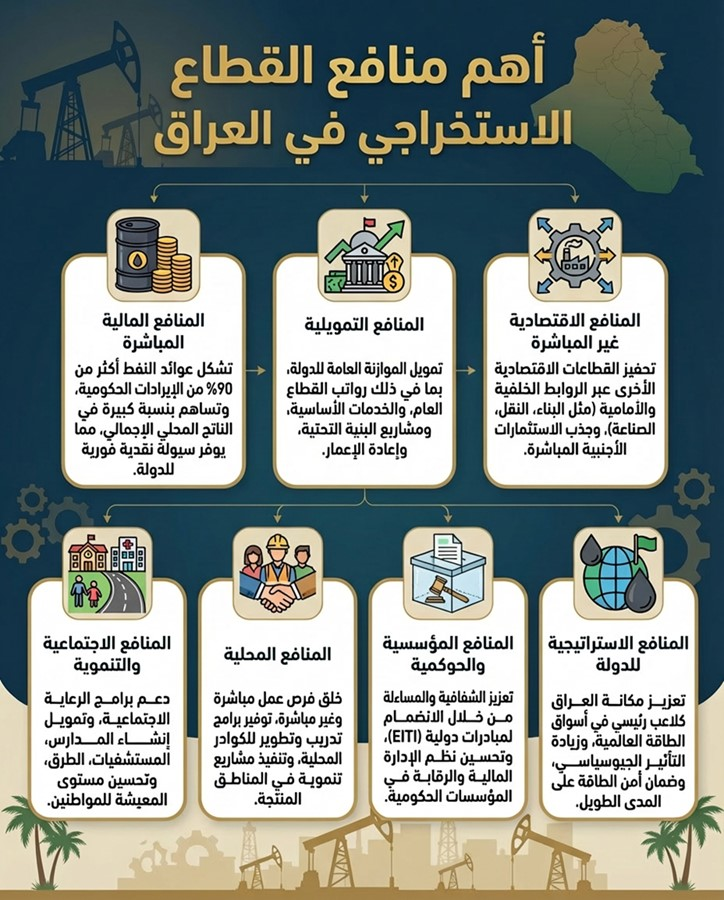 أهم منافع القطاع
الاستخراجي في العراق
المنافع الاقتصادية
غير المباشرة
تحفيز القطاعات الاقتصادية
الأخرى عبر الروابط الخلفية
والأمامية (مثل البناء، النقل،
الصناعة)، وجذب الاستثمارات
الأجنبية المباشرة.
المنافع التمويلية
تمويل الموازنة العامة للدولة،
بما في ذلك رواتب القطاع
العام، والخدمات الأساسية،
ومشاريع البنية التحتية،
وإعادة الإعمار.
المنافع المالية
المباشرة
تشكل عوائد النفط أكثر من
90% من الإيرادات الحكومية،
وتساهم بنسبة كبيرة في
الناتج المحلي الإجمالي، مما
يوفر سيولة نقدية فورية
للدولة.
المنافع الاستراتيجية
للدولة
تعزيز مكانة العراق
كلاعب رئيسي في أسواق
الطاقة العالمية، وزيادة
التأثير الجيوسياسي،
وضمان أمن الطاقة على
المدى الطويل.
المنافع المؤسسية
والحوكمية
تعزيز الشفافية والمساءلة
من خلال الانضمام
لمبادرات دولية (EITI)،
وتحسين نظم الإدارة
المالية والرقابة في
المؤسسات الحكومية.
المنافع المحلية
خلق فرص عمل مباشرة
وغير مباشرة، توفير برامج
تدريب وتطوير للكوادر
المحلية، وتنفيذ مشاريع
تنموية في المناطق
المنتجة.
المنافع الاجتماعية
والتنموية
دعم برامج الرعاية
الاجتماعية، وتمويل
إنشاء المدارس،
المستشفيات، الطرق،
وتحسين مستوى
المعيشة للمواطنين.